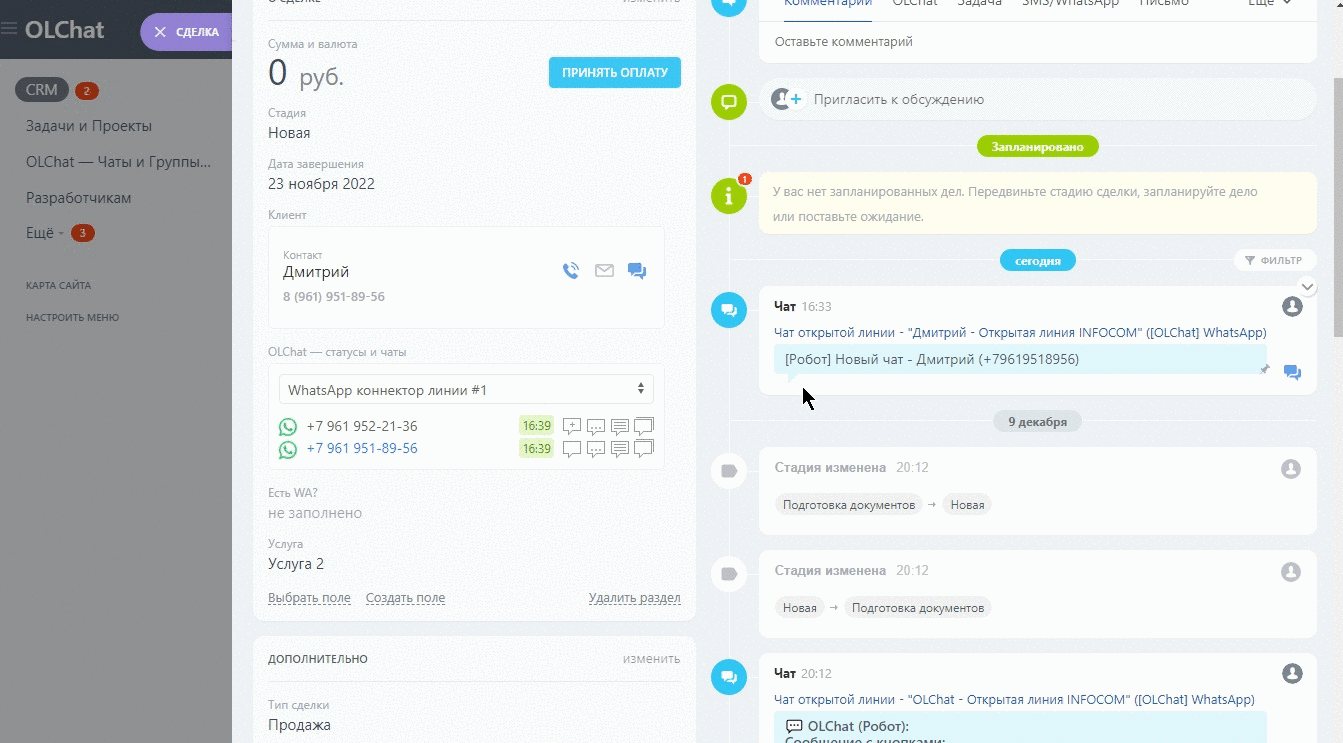 OLChat
СДЕЛКА
CRM
2
Задачи и Проекты
OLChat — Чаты и Группы...
Разработчикам
Ещё
3
КАРТА САЙТА
НАСТРОИТЬ МЕНЮ
О СДЕЛКЕ
изменить
Сумма и валюта
0 руб.
ПРИНЯТЬ ОПЛАТУ
Стадия
Новая
Дата завершения
23 ноября 2022
Клиент
Контакт
Дмитрий
8 (961) 951-89-56
OLChat — статусы и чаты
WhatsApp коннектор линии #1
+7 961 952-21-36 16:39
+7 961 951-89-56 16:39
Есть WA?
не заполнено
Услуга
Услуга 2
Выбрать поле Создать поле Удалить раздел
ДОПОЛНИТЕЛЬНО
изменить
Тип сделки
Продажа
Комментарий OLChat Задача SMS/WhatsApp Письмо Ещё
Оставьте комментарий
Пригласить к обсуждению
Запланировано
1
У вас нет запланированных дел. Передвиньте стадию сделки, запланируйте дело
или поставьте ожидание.
сегодня
ФИЛЬТР
Чат 16:33
Чат открытой линии - "Дмитрий - Открытая линия INFOCOM" ([OLChat] WhatsApp)
[Робот] Новый чат - Дмитрий (+79619518956)
9 декабря
Стадия изменена 20:12
Подготовка документов → Новая
Стадия изменена 20:12
Новая → Подготовка документов
Чат 20:12
Чат открытой линии - "OLChat - Открытая линия INFOCOM" ([OLChat] WhatsApp)
OLChat (Робот):
Сообщение с кнопками: